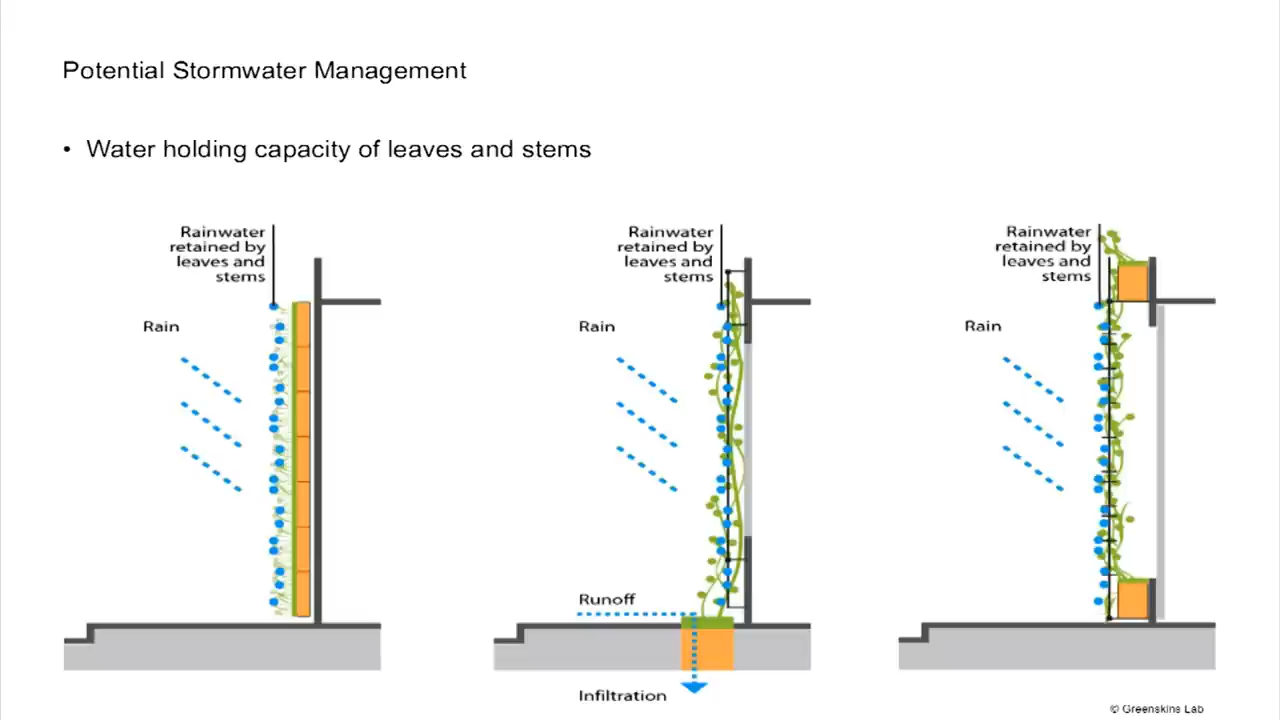 Potential Stormwater Management
• Water holding capacity of leaves and stems
Rainwater
retained by
leaves and
stems
Rain
Rainwater
retained by
leaves and
stems
Rain
Runoff
Infiltration
Rainwater
retained by
leaves and
stems
Rain
© Greenskins Lab